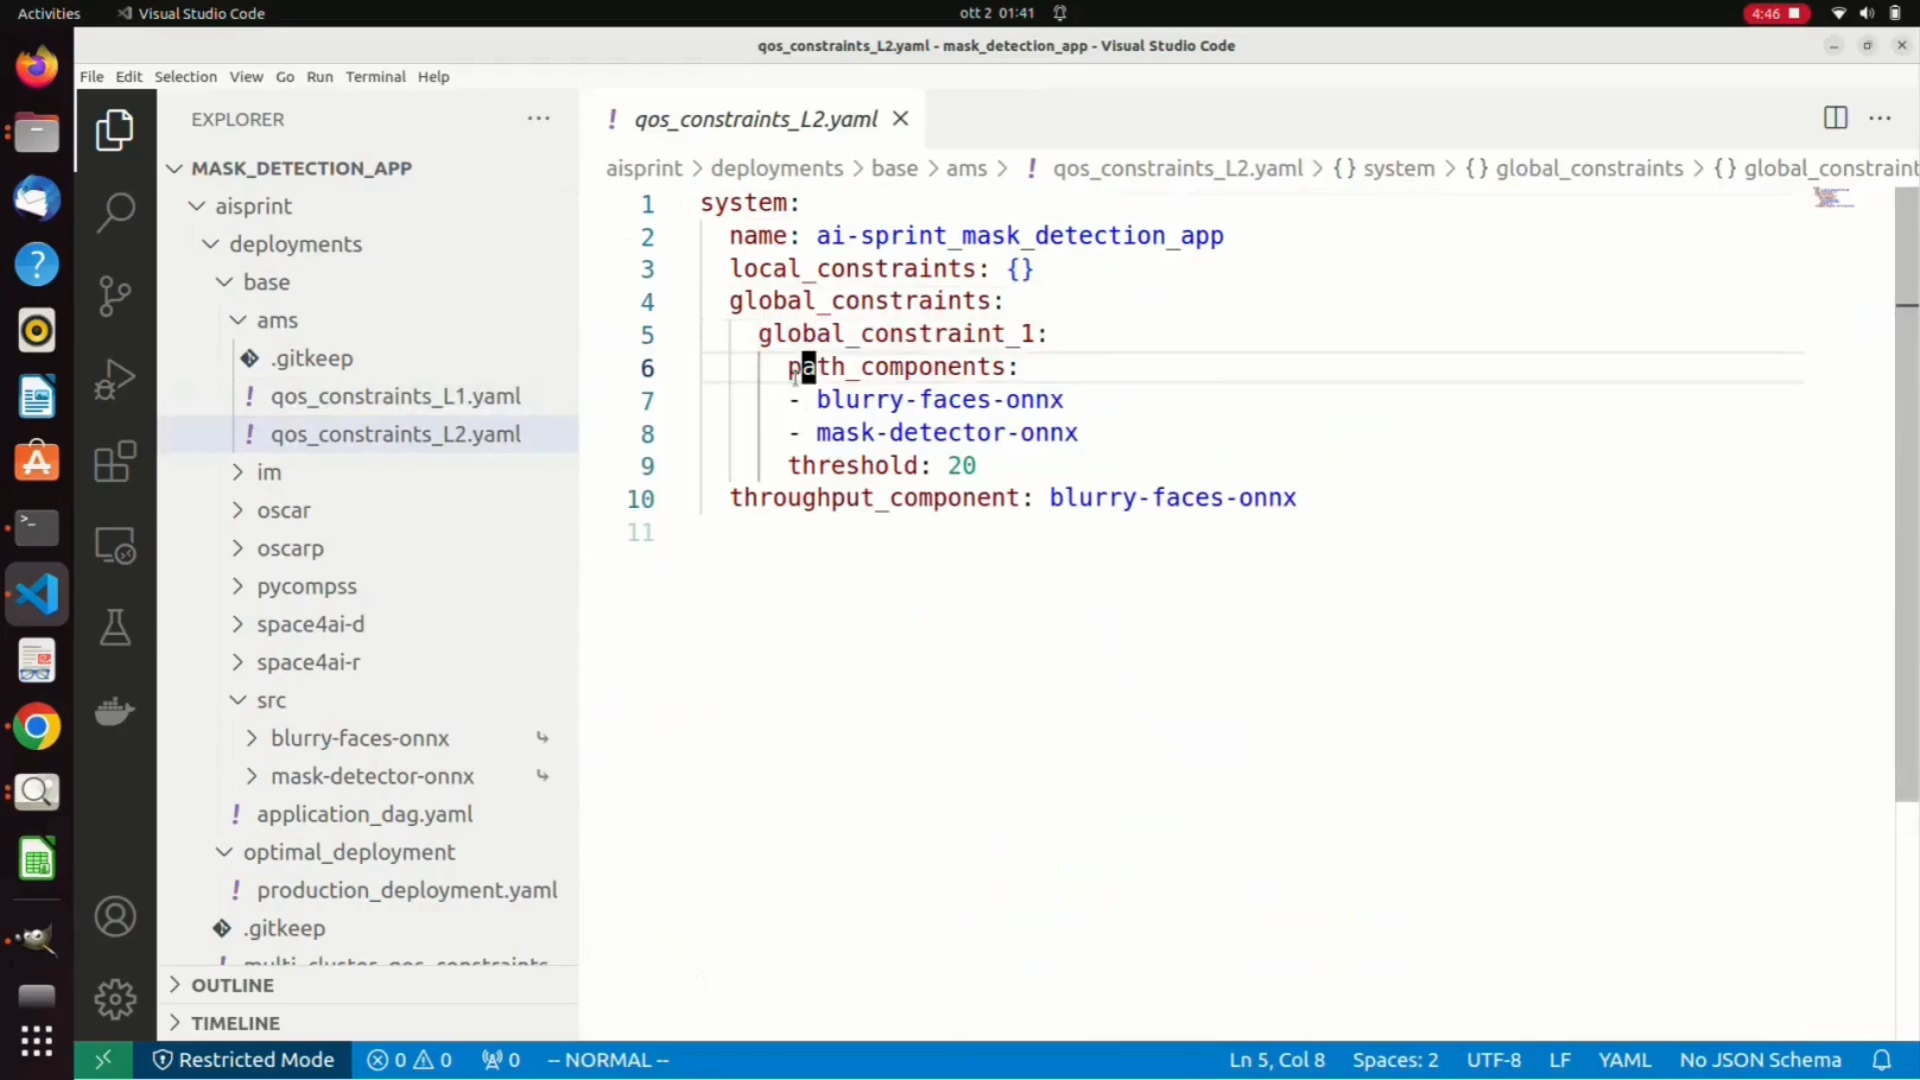 Activities
Visual Studio Code
ott 2 01:41
4:46
qos_constraints_L2.yaml - mask_detection_app - Visual Studio Code
File Edit Selection View Go Run Terminal Help
EXPLORER
MASK_DETECTION_APP
aisprint
deployments
base
ams
.gitkeep
qos_constraints_L1.yaml
qos_constraints_L2.yaml
im
oscar
oscarp
pycompss
space4ai-d
space4ai-r
src
blurry-faces-onnx
mask-detector-onnx
application_dag.yaml
optimal_deployment
production_deployment.yaml
.gitkeep
multi_cluster_qos_constraints
OUTLINE
TIMELINE
! qos_constraints_L2.yaml
aisprint > deployments > base > ams > ! qos_constraints_L2.yaml > {} system > {} global_constraints > {} global_constraint
1 system:
2 name: ai-sprint_mask_detection_app
3 local_constraints: {}
4 global_constraints:
5 global_constraint_1:
6 path_components:
7 - blurry-faces-onnx
8 - mask-detector-onnx
9 threshold: 20
10 throughput_component: blurry-faces-onnx
11
Restricted Mode 0 0 0 -- NORMAL -- Ln 5, Col 8 Spaces: 2 UTF-8 LF YAML No JSON Schema